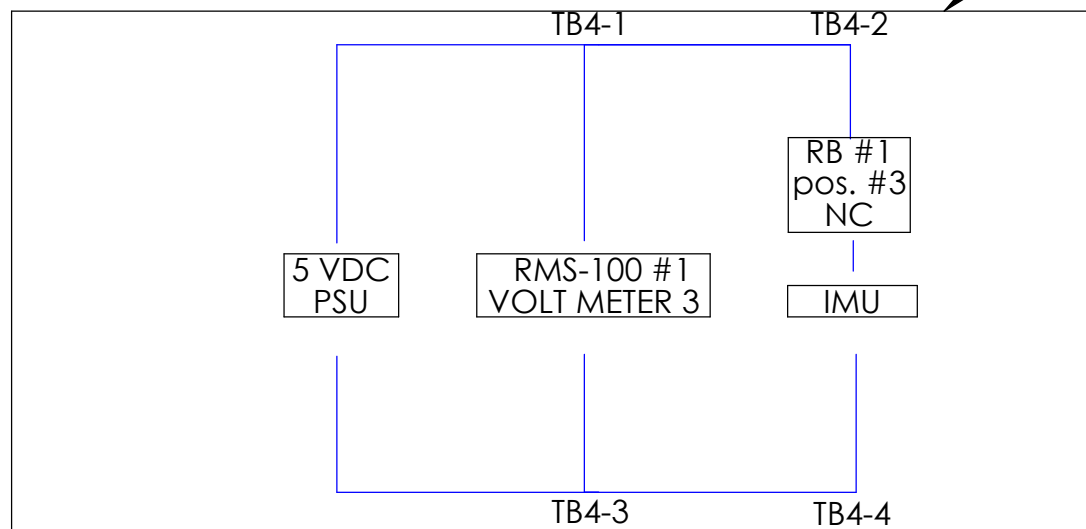 TB4-1
TB4-2
RB #1
pos. #3
NC
5 VDC
PSU
RMS-100 #1
VOLT METER 3
IMU
TB4-3
TB4-4